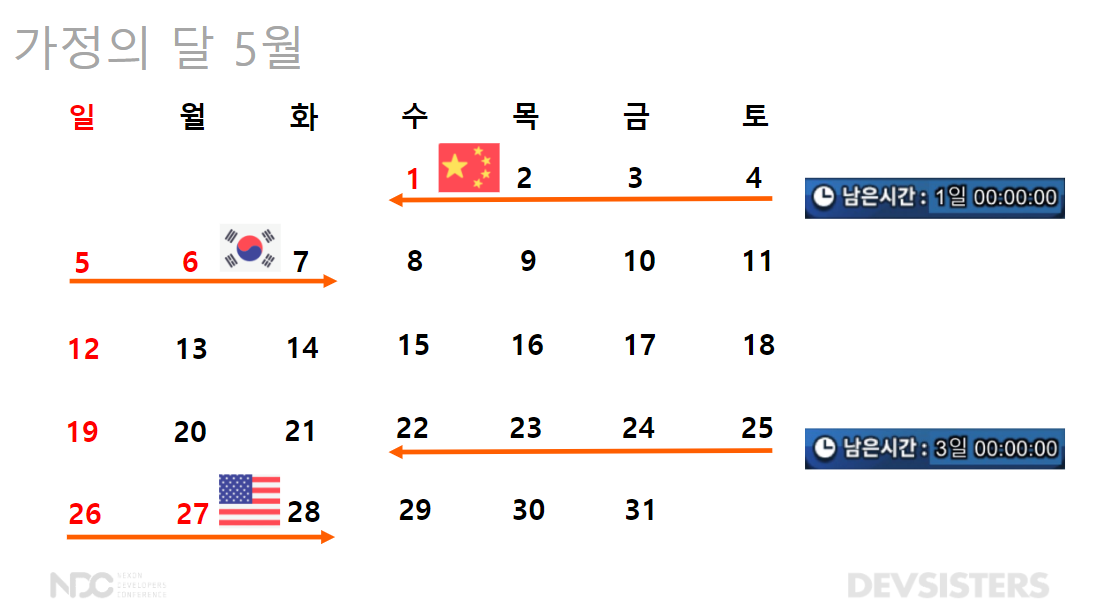 가정의 달 5월
일 월 화 수 목 금 토
1 2 3 4
남은시간 : 1일 00:00:00
5 6 7 8 9 10 11
12 13 14 15 16 17 18
19 20 21 22 23 24 25
남은시간 : 3일 00:00:00
26 27 28 29 30 31
NDC NEXON DEVELOPERS CONFERENCE
DEVSISTERS